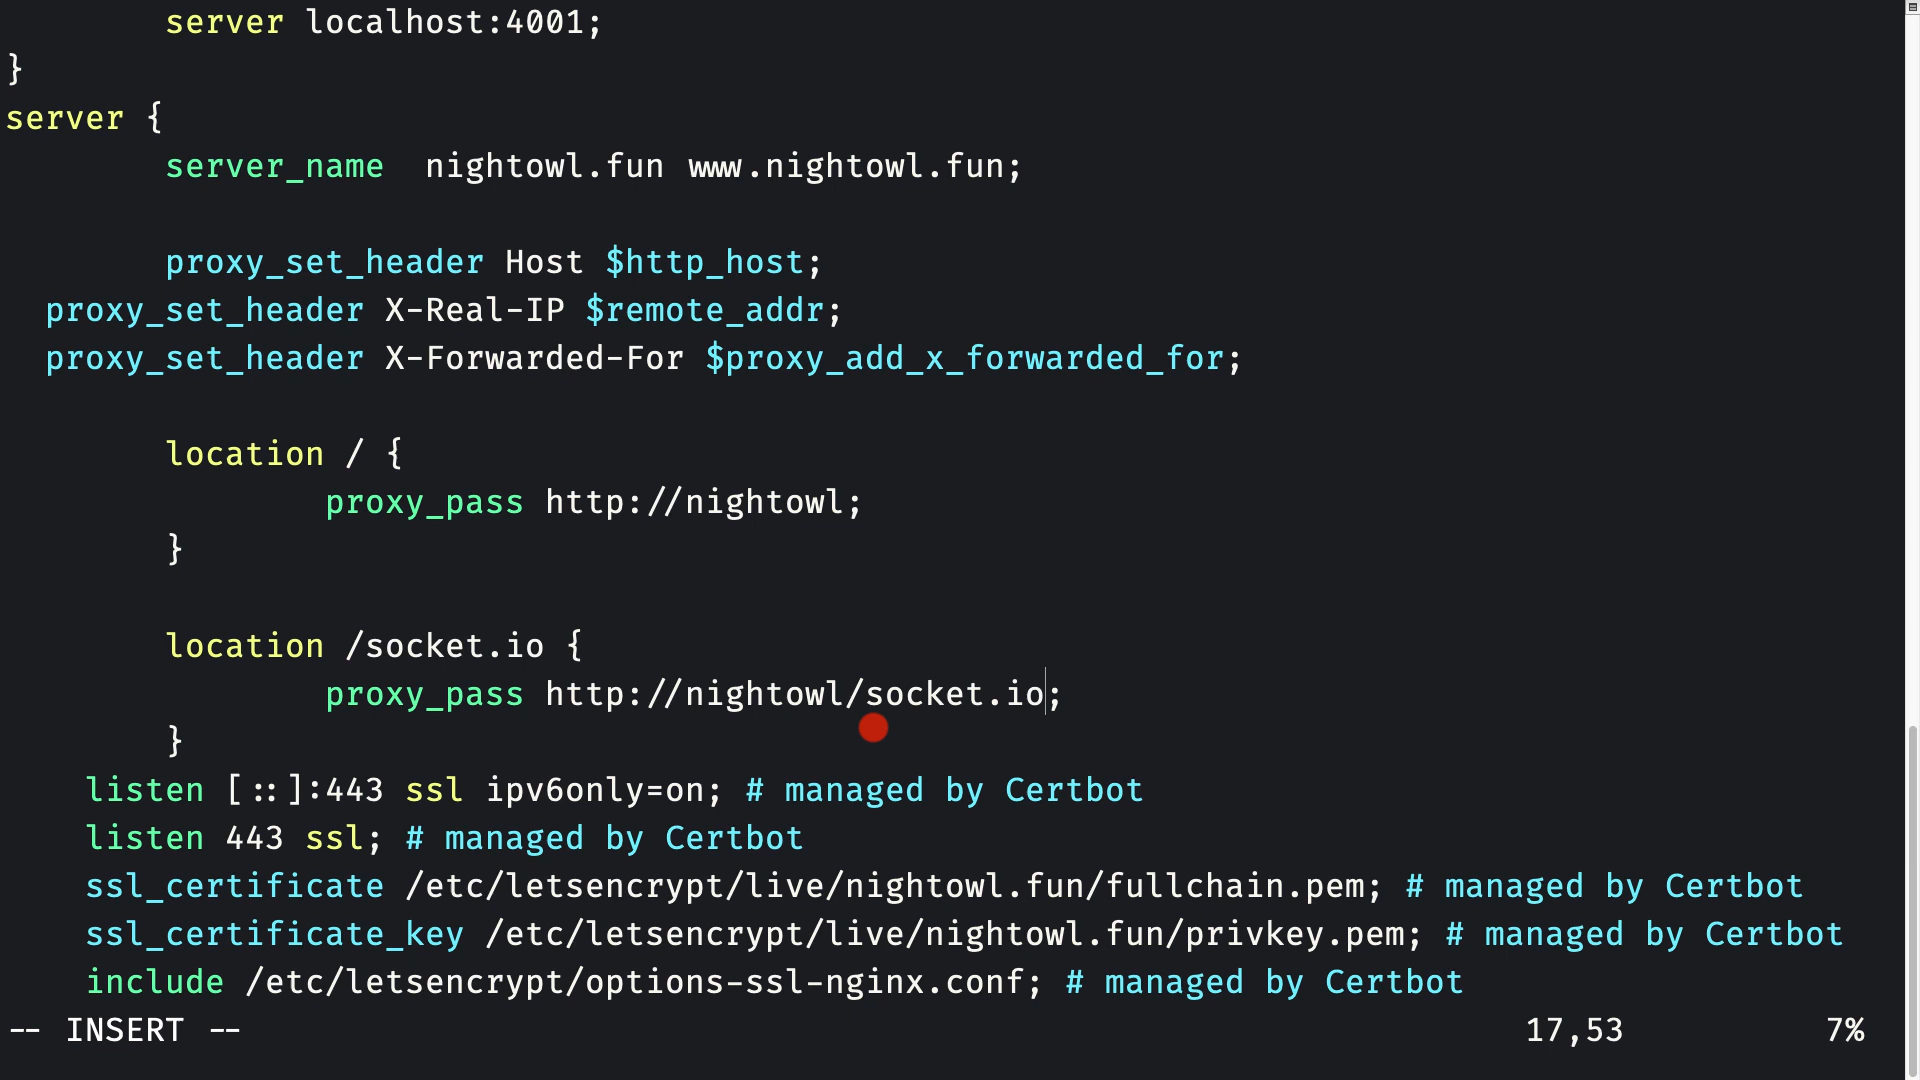 server localhost:4001;
}
server {
        server_name  nightowl.fun www.nightowl.fun;

        proxy_set_header Host $http_host;
  proxy_set_header X-Real-IP $remote_addr;
  proxy_set_header X-Forwarded-For $proxy_add_x_forwarded_for;

        location / {
                proxy_pass http://nightowl;
        }

        location /socket.io {
                proxy_pass http://nightowl/socket.io;
        }
    listen [::]:443 ssl ipv6only=on; # managed by Certbot
    listen 443 ssl; # managed by Certbot
    ssl_certificate /etc/letsencrypt/live/nightowl.fun/fullchain.pem; # managed by Certbot
    ssl_certificate_key /etc/letsencrypt/live/nightowl.fun/privkey.pem; # managed by Certbot
    include /etc/letsencrypt/options-ssl-nginx.conf; # managed by Certbot
-- INSERT -- 17,53 7%